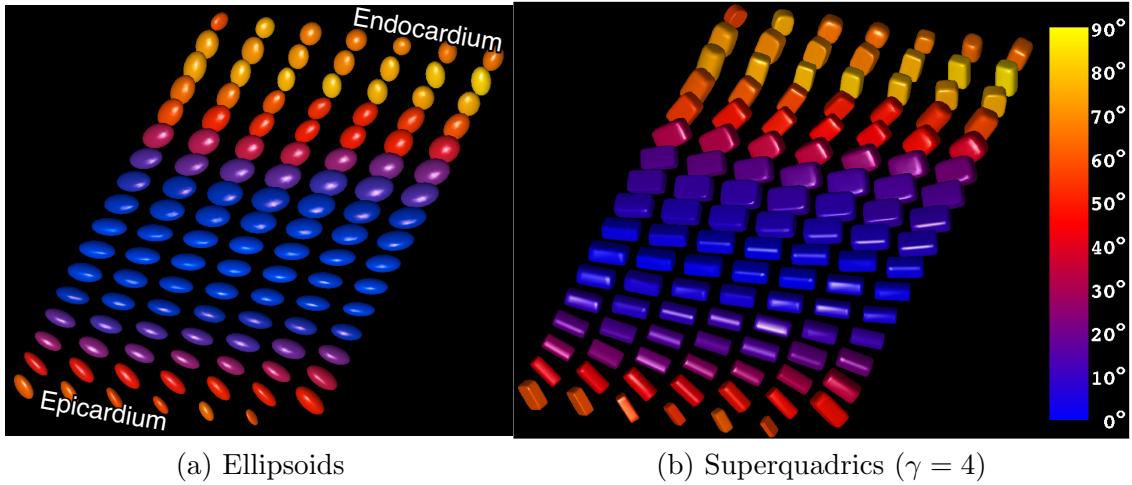 Endocardium
Epicardium
90°
80°
70°
60°
50°
40°
30°
20°
10°
0°
(a) Ellipsoids
(b) Superquadrics (γ = 4)